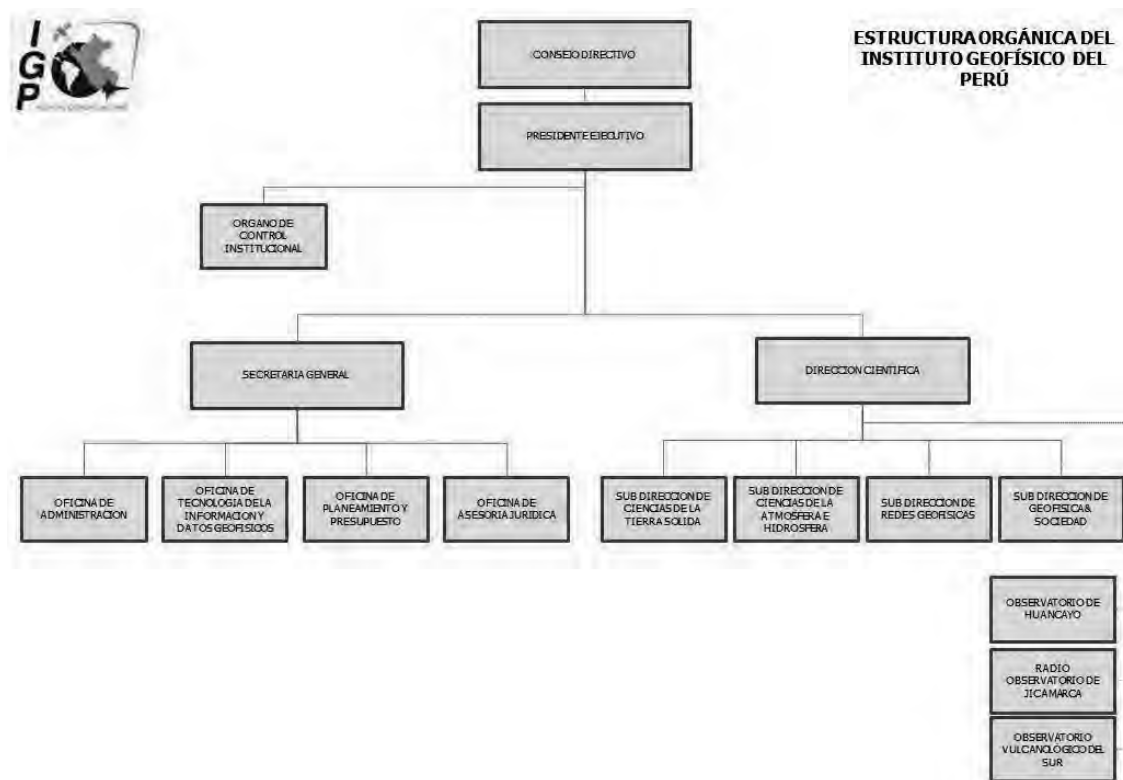 IGP
ESTRUCTURA ORGÁNICA DEL
INSTITUTO GEOFÍSICO DEL
PERÚ
CONSEJO DIRECTIVO
PRESIDENTE EJECUTIVO
ORGANO DE
CONTROL
INSTITUCIONAL
SECRETARIA GENERAL
DIRECCION CIENTIFICA
OFICINA DE
ADMINISTRACION
OFICINA DE
TECNOLOGIA DE LA
INFORMACION Y
DATOS GEOFISICOS
OFICINA DE
PLANEAMIENTO Y
PRESUPUESTO
OFICINA DE
ASESORIA JURIDICA
SUB DIRECCION DE
CIENCIAS DE LA
TIERRA SOLIDA
SUB DIRECCION DE
CIENCIAS DE LA
ATMOSFERA E
HIDROSFERA
SUB DIRECCION DE
REDES GEOFISICAS
SUB DIRECCION DE
GEOFISICA &
SOCIEDAD
OBSERVATORIO DE
HUANCAYO
RADIO
OBSERVATORIO DE
JICAMARCA
OBSERVATORIO
VULCANOLOGICO DEL
SUR